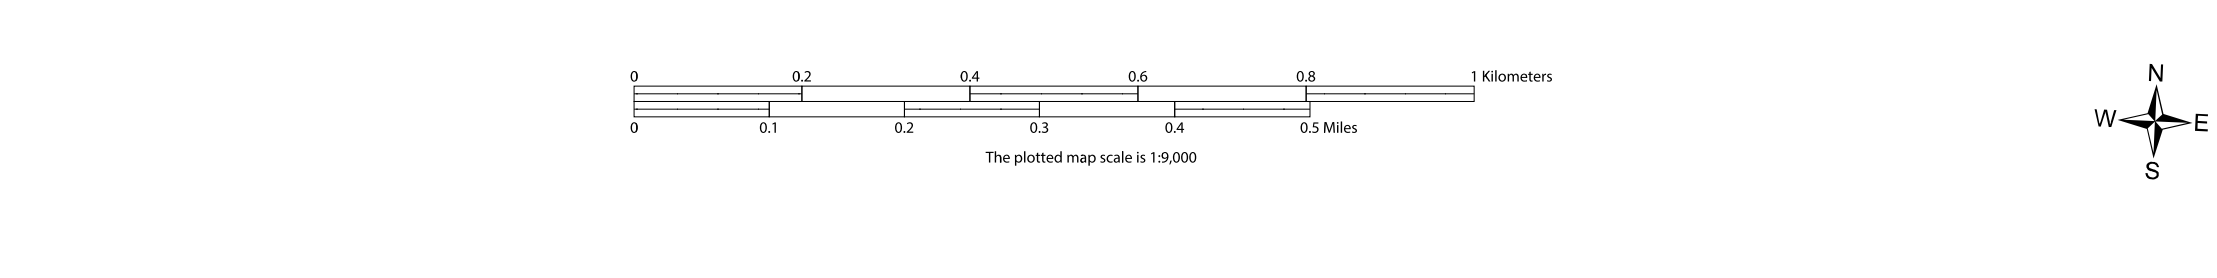 0 0.2 0.4 0.6 0.8 1 Kilometers
0 0.1 0.2 0.3 0.4 0.5 Miles
The plotted map scale is 1:9,000
N
W E
S